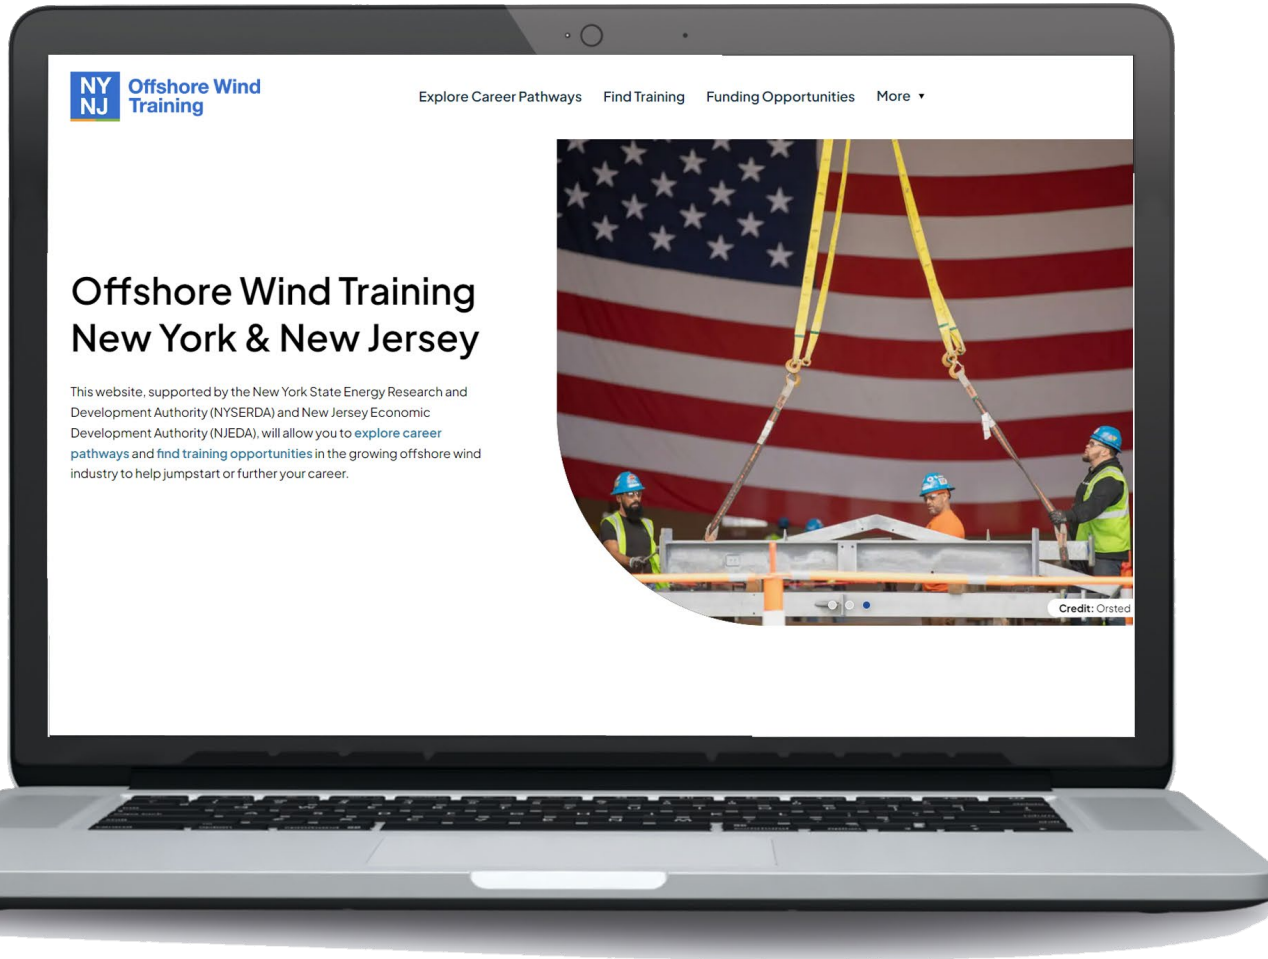 NY
NJ
Offshore Wind
Training
Explore Career Pathways Find Training Funding Opportunities More
Offshore Wind Training
New York & New Jersey
This website, supported by the New York State Energy Research and
Development Authority (NYSERDA) and New Jersey Economic
Development Authority (NJEDA), will allow you to explore career
pathways and find training opportunities in the growing offshore wind
industry to help jumpstart or further your career.
Credit: Orsted